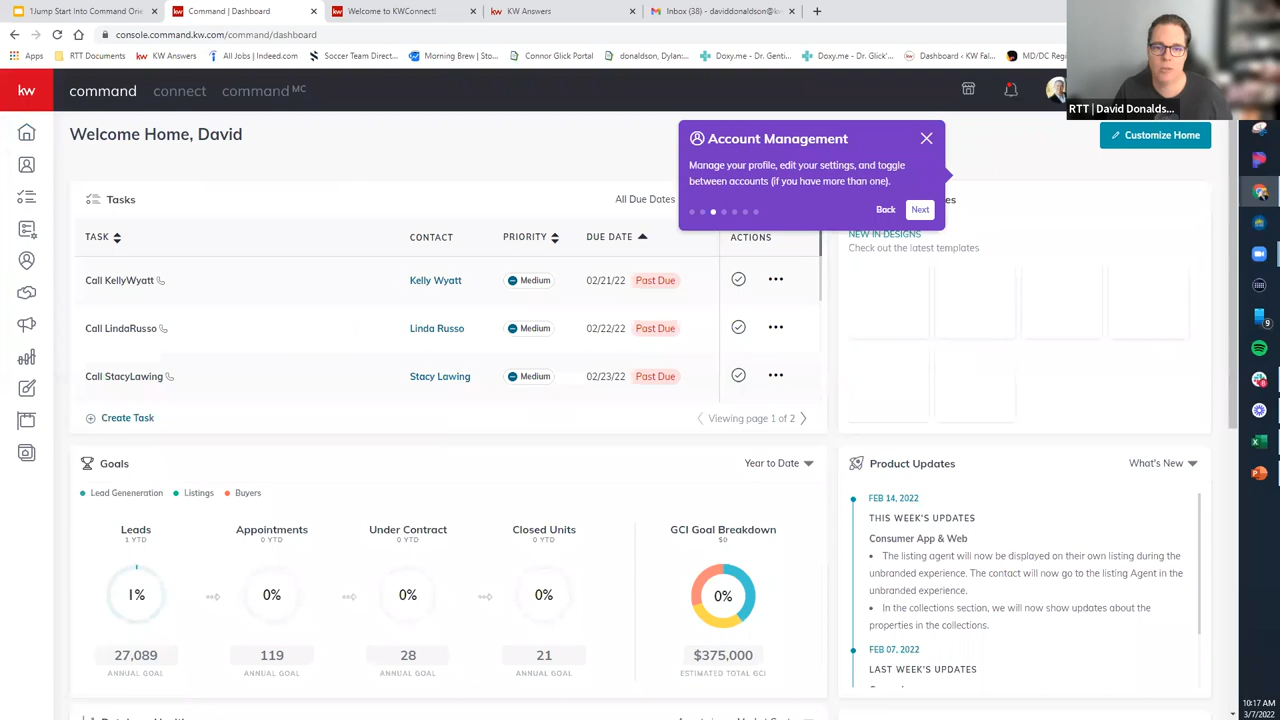 1Jump Start Into Command Orie
Command | Dashboard
Welcome to KWConnect!
KW Answers
Inbox (38) - daviddonaldson@k
console.command.kw.com/command/dashboard
Apps
RTT Documents
KW Answers
All Jobs | Indeed.com
Soccer Team Direct...
Morning Brew | Sto...
Connor Glick Portal
donaldson, Dylan:...
Doxy.me - Dr. Genti...
Doxy.me - Dr. Glick'...
Dashboard ‹ KW Fal...
MD/DC Regi
RTT | David Donalds...
kw
command
connect
command MC
Welcome Home, David
Customize Home
Account Management
Manage your profile, edit your settings, and toggle
between accounts (if you have more than one).
Back
Next
Tasks
All Due Dates
TASK
CONTACT
PRIORITY
DUE DATE
ACTIONS
Call KellyWyatt
Kelly Wyatt
Medium
02/21/22
Past Due
Call LindaRusso
Linda Russo
Medium
02/22/22
Past Due
Call StacyLawing
Stacy Lawing
Medium
02/23/22
Past Due
Create Task
Viewing page 1 of 2
NEW IN DESIGNS
Check out the latest templates
Goals
Year to Date
Lead Geneneration
Listings
Buyers
Leads
1 YTD
1%
27,089
ANNUAL GOAL
Appointments
0 YTD
0%
119
ANNUAL GOAL
Under Contract
0 YTD
0%
28
ANNUAL GOAL
Closed Units
0 YTD
0%
21
ANNUAL GOAL
GCI Goal Breakdown
$0
0%
$375,000
ESTIMATED TOTAL GCI
Product Updates
What's New
FEB 14, 2022
THIS WEEK'S UPDATES
Consumer App & Web
• The listing agent will now be displayed on their own listing during the
unbranded experience. The contact will now go to the listing Agent in the
unbranded experience.
• In the collections section, we will now show updates about the
properties in the collections.
FEB 07, 2022
LAST WEEK'S UPDATES
9
10:17 AM
3/7/2022